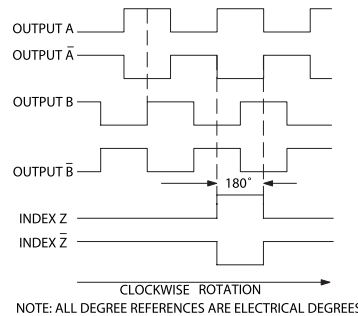 OUTPUT A
OUTPUT A̅
OUTPUT B
OUTPUT B̅
180°
INDEX Z
INDEX Z̅
CLOCKWISE ROTATION
NOTE: ALL DEGREE REFERENCES ARE ELECTRICAL DEGREES